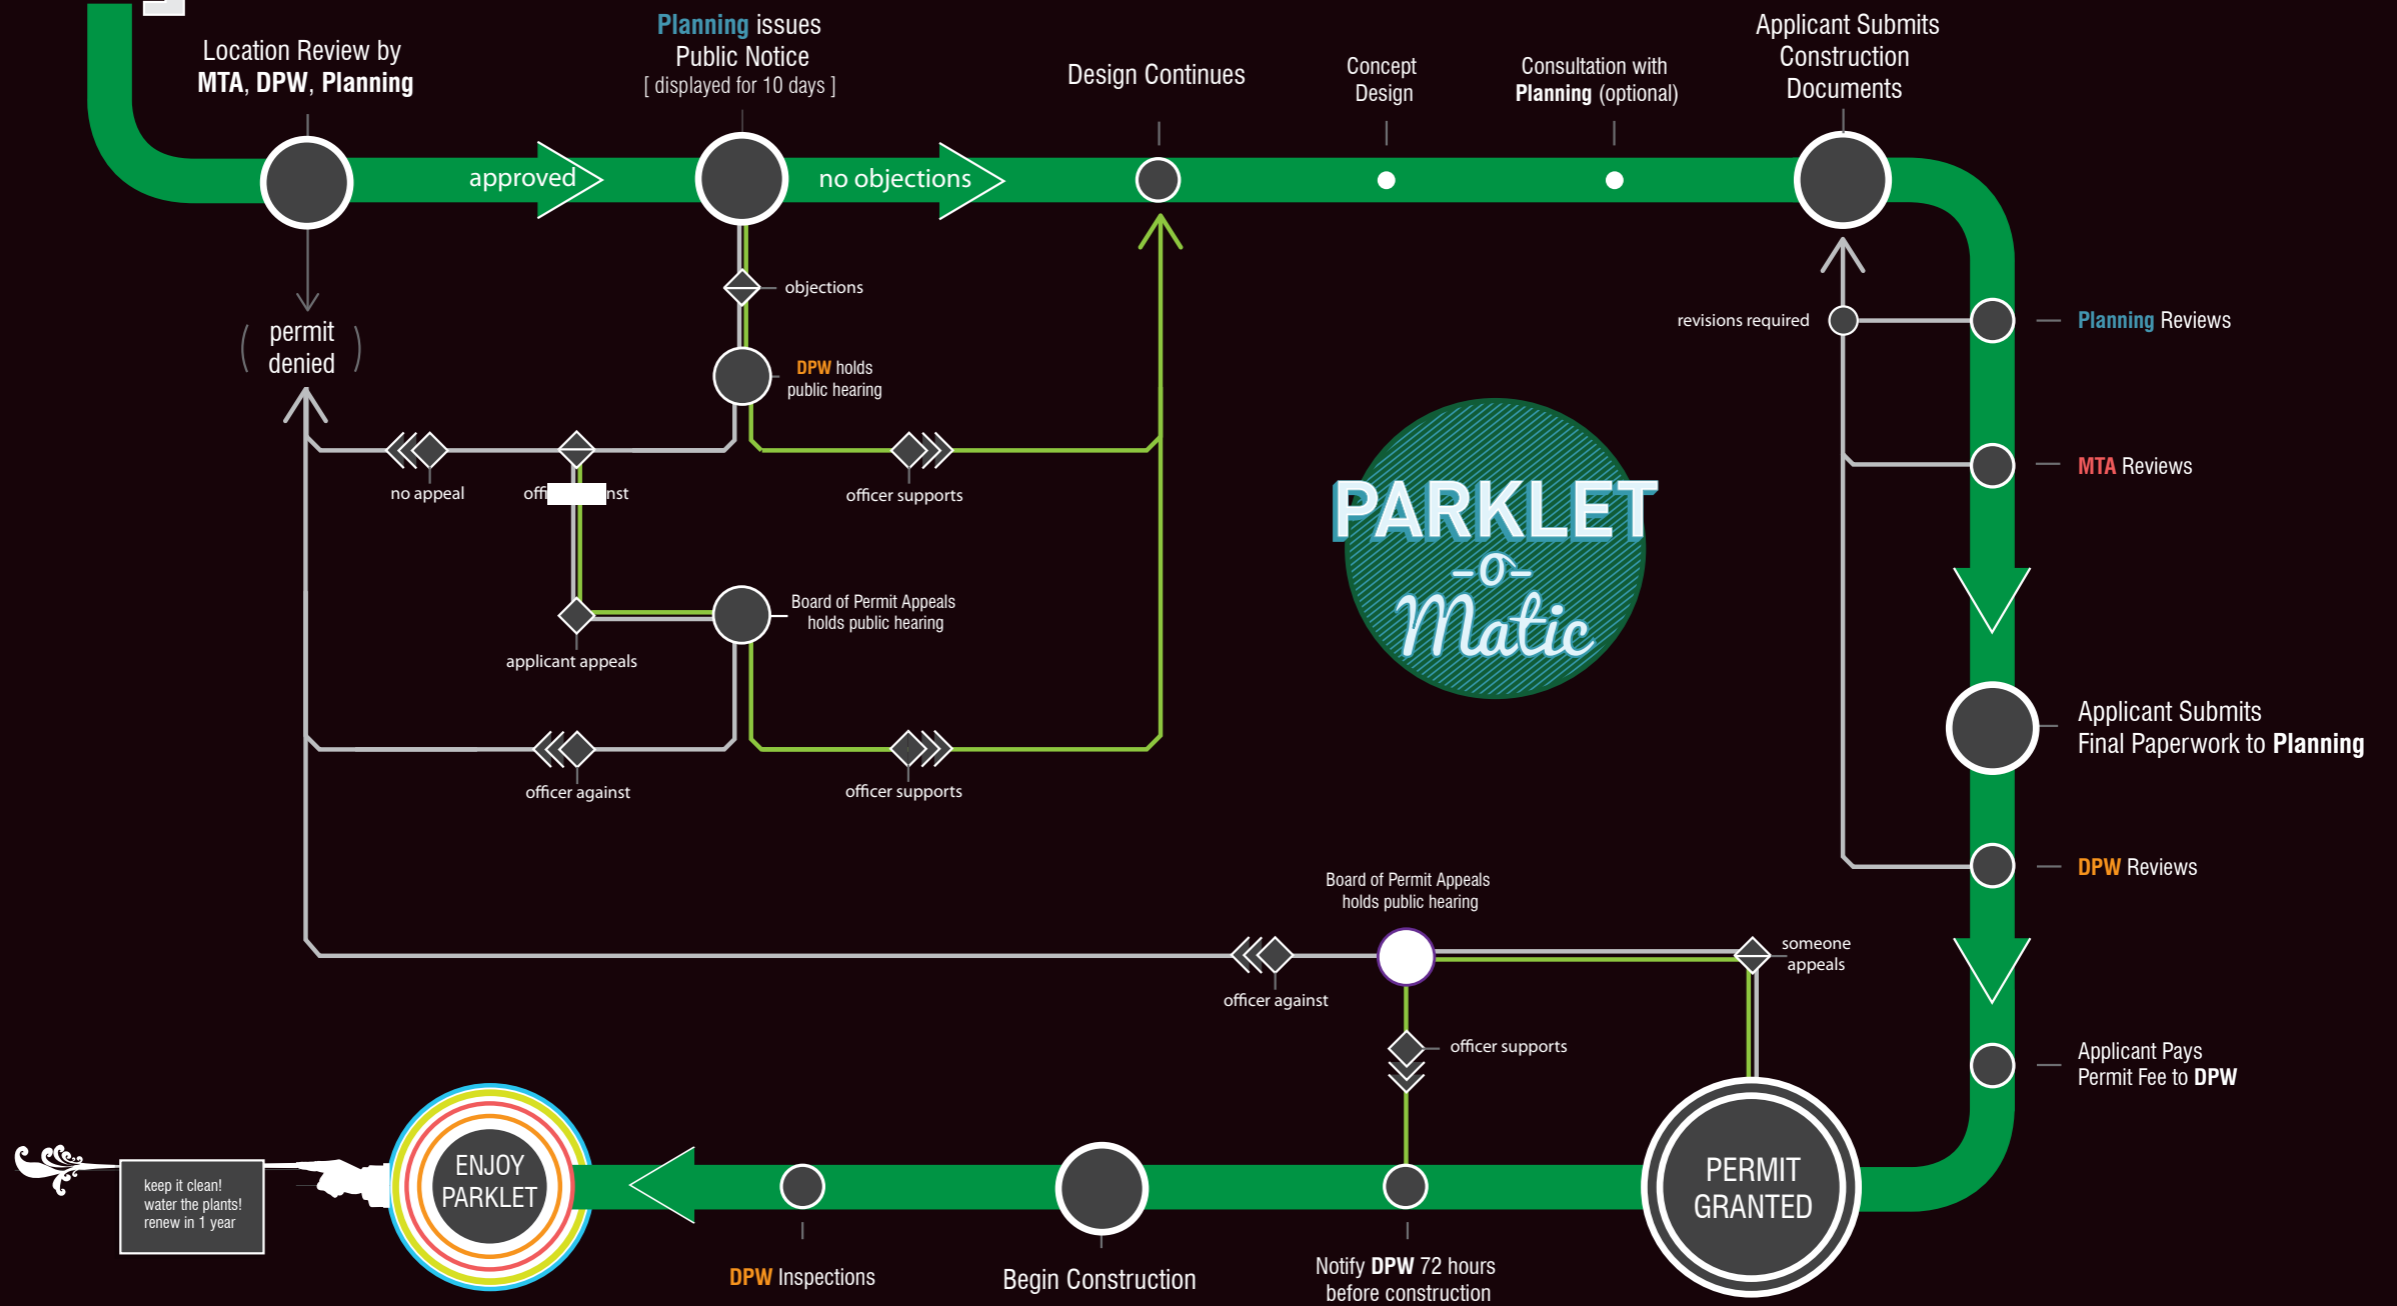 Location Review by
MTA, DPW, Planning
Planning issues
Public Notice
[ displayed for 10 days ]
Design Continues
Concept
Design
Consultation with
Planning (optional)
Applicant Submits
Construction
Documents
approved
no objections
objections
permit
denied
DPW holds
public hearing
no appeal
officer supports
revisions required
Planning Reviews
MTA Reviews
PARKLET
-o-
Matic
Board of Permit Appeals
holds public hearing
applicant appeals
officer against
officer supports
Applicant Submits
Final Paperwork to Planning
DPW Reviews
Board of Permit Appeals
holds public hearing
someone
appeals
officer against
officer supports
Applicant Pays
Permit Fee to DPW
PERMIT
GRANTED
ENJOY
PARKLET
keep it clean!
water the plants!
renew in 1 year
DPW Inspections
Begin Construction
Notify DPW 72 hours
before construction